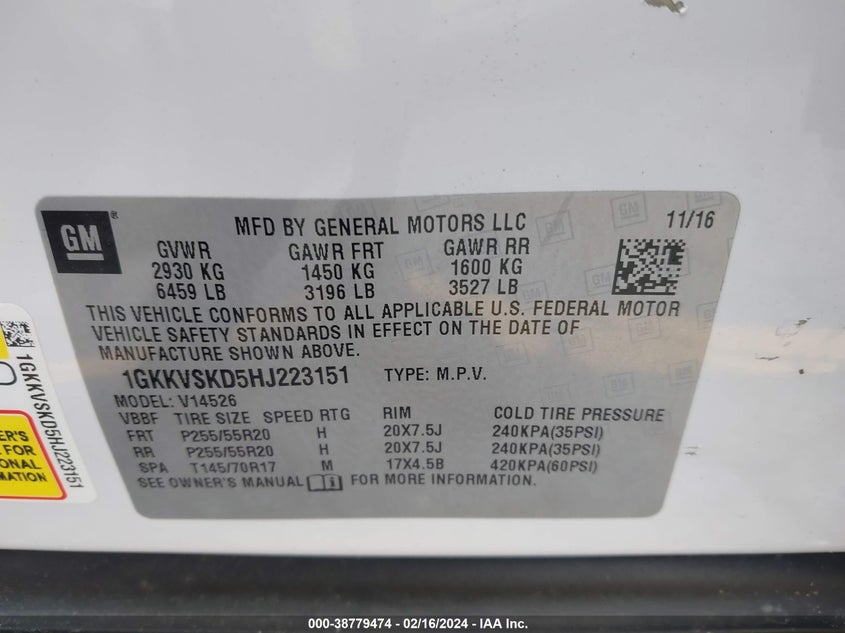 GM ®
MFD BY GENERAL MOTORS LLC 11/16
GVWR GAWR FRT GAWR RR
2930 KG 1450 KG 1600 KG
6459 LB 3196 LB 3527 LB
THIS VEHICLE CONFORMS TO ALL APPLICABLE U.S. FEDERAL MOTOR
VEHICLE SAFETY STANDARDS IN EFFECT ON THE DATE OF
MANUFACTURE SHOWN ABOVE.
1GKKVSKD5HJ223151 TYPE: M.P.V.
MODEL: V14526
VBBF TIRE SIZE SPEED RTG RIM COLD TIRE PRESSURE
FRT P255/55R20 H 20X7.5J 240KPA(35PSI)
RR P255/55R20 H 20X7.5J 240KPA(35PSI)
SPA T145/70R17 M 17X4.5B 420KPA(60PSI)
SEE OWNER'S MANUAL FOR MORE INFORMATION.
1GKKVSKD5HJ223151
ER'S
FOR
ONAL
MATION
000-38779474 - 02/16/2024 - IAA Inc.